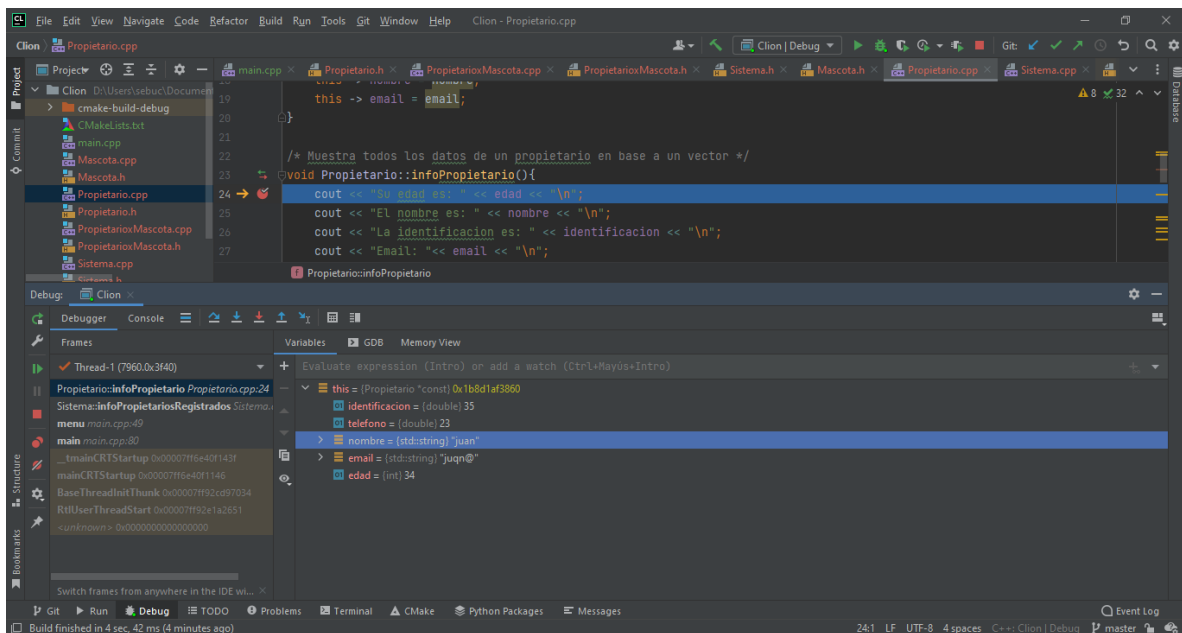 File Edit View Navigate Code Refactor Build Run Tools Git Window Help Clion - Propietario.cpp
Clion Propietario.cpp Clion | Debug Git:
Project main.cpp Propietario.h PropietarioxMascota.cpp PropietarioxMascota.h Sistema.h Mascota.h Propietario.cpp Sistema.cpp
Clion D:\Users\sebuc\Document
cmake-build-debug
CMakeLists.txt
main.cpp
Mascota.cpp
Mascota.h
Propietario.cpp
Propietario.h
PropietarioxMascota.cpp
PropietarioxMascota.h
Sistema.cpp
Sistema.h
this -> nombre = nombre;
19 this -> email = email;
20 }
21
22 /* Muestra todos los datos de un propietario en base a un vector */
23 void Propietario::infoPropietario(){
24 cout << "Su edad es: " << edad << "\n";
25 cout << "El nombre es: " << nombre << "\n";
26 cout << "La identificacion es: " << identificacion << "\n";
27 cout << "Email: "<< email << "\n";
8 32
f Propietario::infoPropietario
Project
Commit
Structure
Bookmarks
Database
Debug: Clion
Debugger Console
Frames Variables GDB Memory View
Thread-1 (7960.0x3f40)
Evaluate expression (Intro) or add a watch (Ctrl+Mayús+Intro)
Propietario::infoPropietario Propietario.cpp:24
Sistema::infoPropietariosRegistrados Sistema.
menu main.cpp:49
main main.cpp:80
__tmainCRTStartup 0x00007ff6e40f143f
mainCRTStartup 0x00007ff6e40f1146
BaseThreadInitThunk 0x00007ff92cd97034
RtlUserThreadStart 0x00007ff92e1a2651
<unknown> 0x0000000000000000
this = {Propietario *const} 0x1b8d1af3860
identificacion = {double} 35
telefono = {double} 23
nombre = {std::string} "juan"
email = {std::string} "juqn@"
edad = {int} 34
Switch frames from anywhere in the IDE wi...
Git Run Debug TODO Problems Terminal CMake Python Packages Messages Event Log
Build finished in 4 sec, 42 ms (4 minutes ago) 24:1 LF UTF-8 4 spaces C++: Clion | Debug master